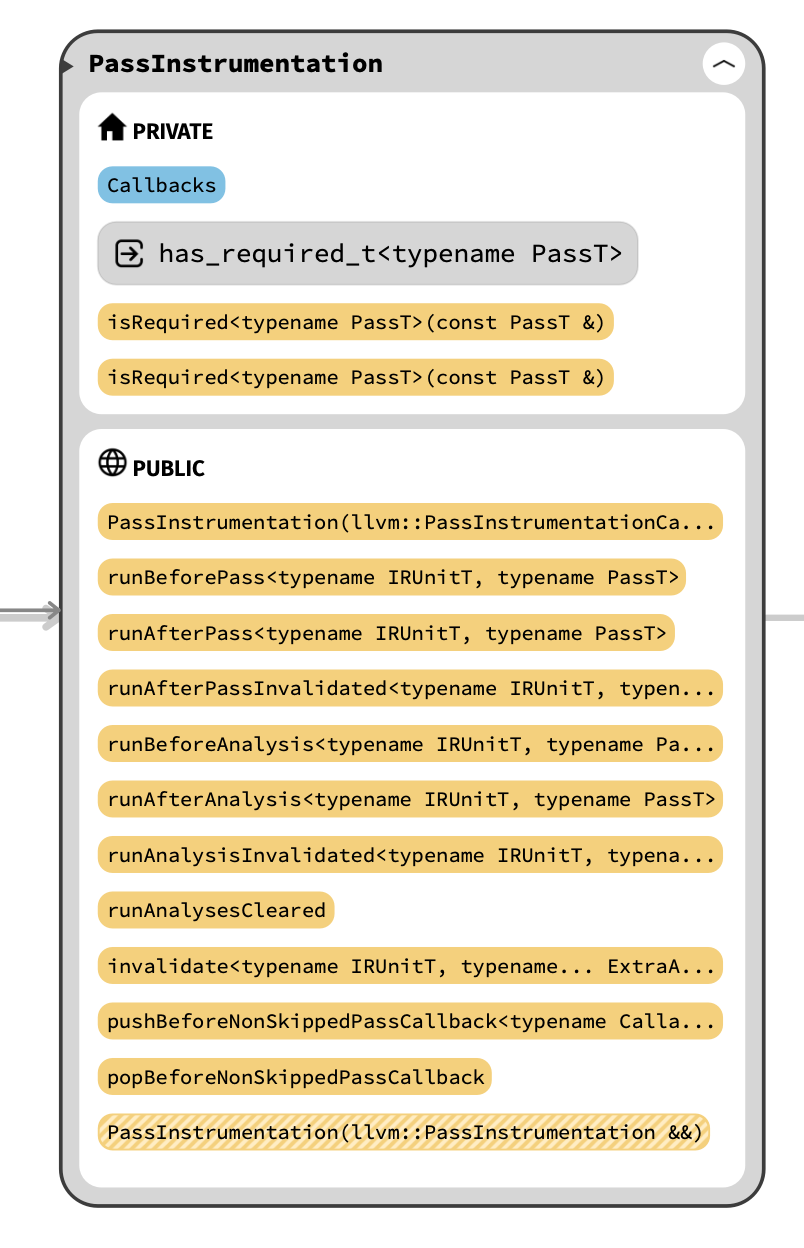 PassInstrumentation
PRIVATE
Callbacks
has_required_t<typename PassT>
isRequired<typename PassT>(const PassT &)
isRequired<typename PassT>(const PassT &)
PUBLIC
PassInstrumentation(llvm::PassInstrumentationCa...
runBeforePass<typename IRUnitT, typename PassT>
runAfterPass<typename IRUnitT, typename PassT>
runAfterPassInvalidated<typename IRUnitT, typen...
runBeforeAnalysis<typename IRUnitT, typename Pa...
runAfterAnalysis<typename IRUnitT, typename PassT>
runAnalysisInvalidated<typename IRUnitT, typena...
runAnalysesCleared
invalidate<typename IRUnitT, typename... ExtraA...
pushBeforeNonSkippedPassCallback<typename Calla...
popBeforeNonSkippedPassCallback
PassInstrumentation(llvm::PassInstrumentation &&)